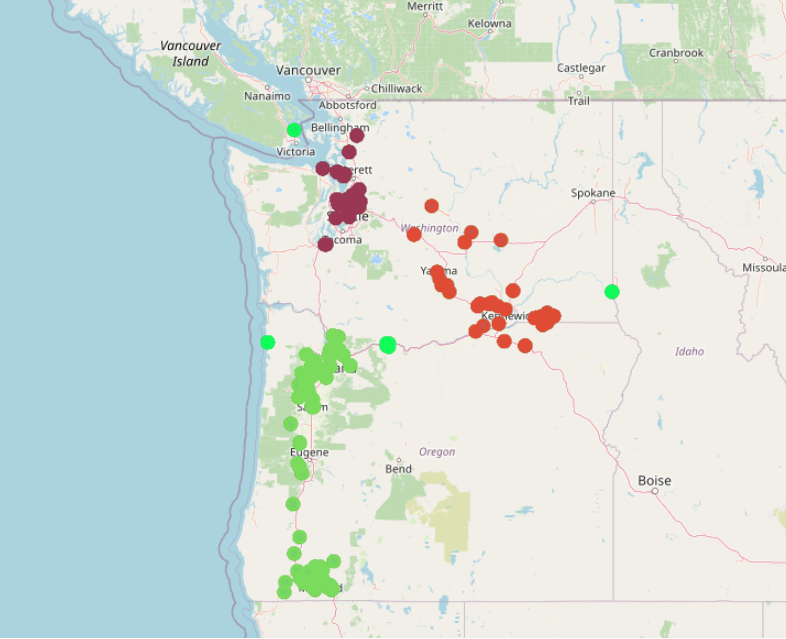 Merritt
Kelowna
Vancouver
Island
Cranbrook
Vancouver
Castlegar
Chilliwack
Nanaimo
Abbotsford
Trail
Bellingham
Victoria
Spokane
Washington
Missoula
Idaho
Eugene
Oregon
Bend
Boise